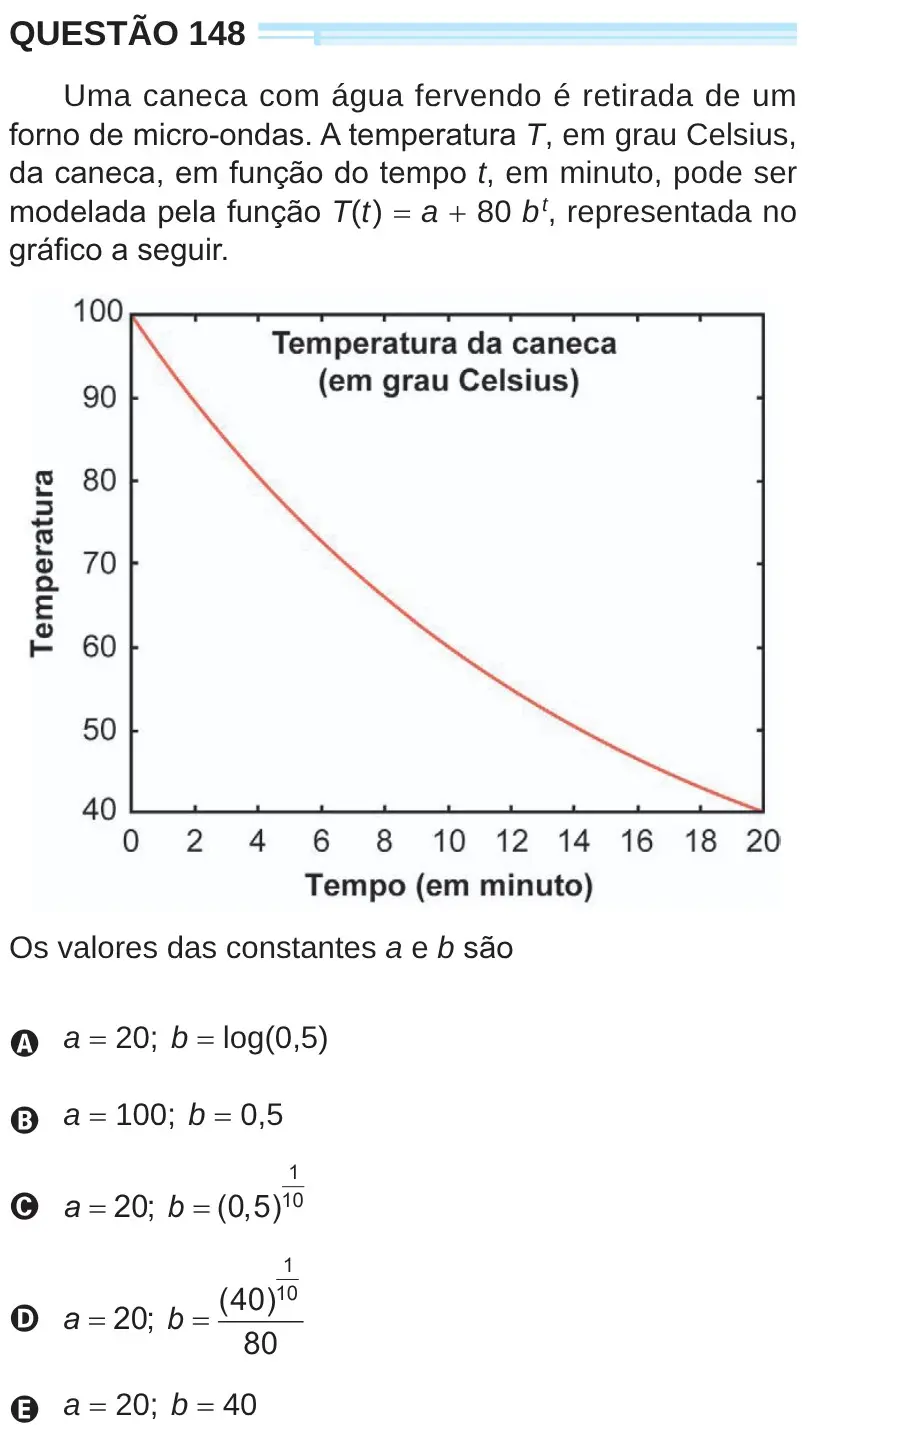 QUESTÃO 148
Uma caneca com água fervendo é retirada de um
forno de micro-ondas. A temperatura T, em grau Celsius,
da caneca, em função do tempo t, em minuto, pode ser
modelada pela função T(t) = a + 80 b^t, representada no
gráfico a seguir.
Temperatura da caneca
(em grau Celsius)
Temperatura
100
90
80
70
60
50
40
0 2 4 6 8 10 12 14 16 18 20
Tempo (em minuto)
Os valores das constantes a e b são
A a = 20; b = log(0,5)
B a = 100; b = 0,5
C a = 20; b = (0,5)^(1/10)
D a = 20; b = (40)^(1/10) / 80
E a = 20; b = 40